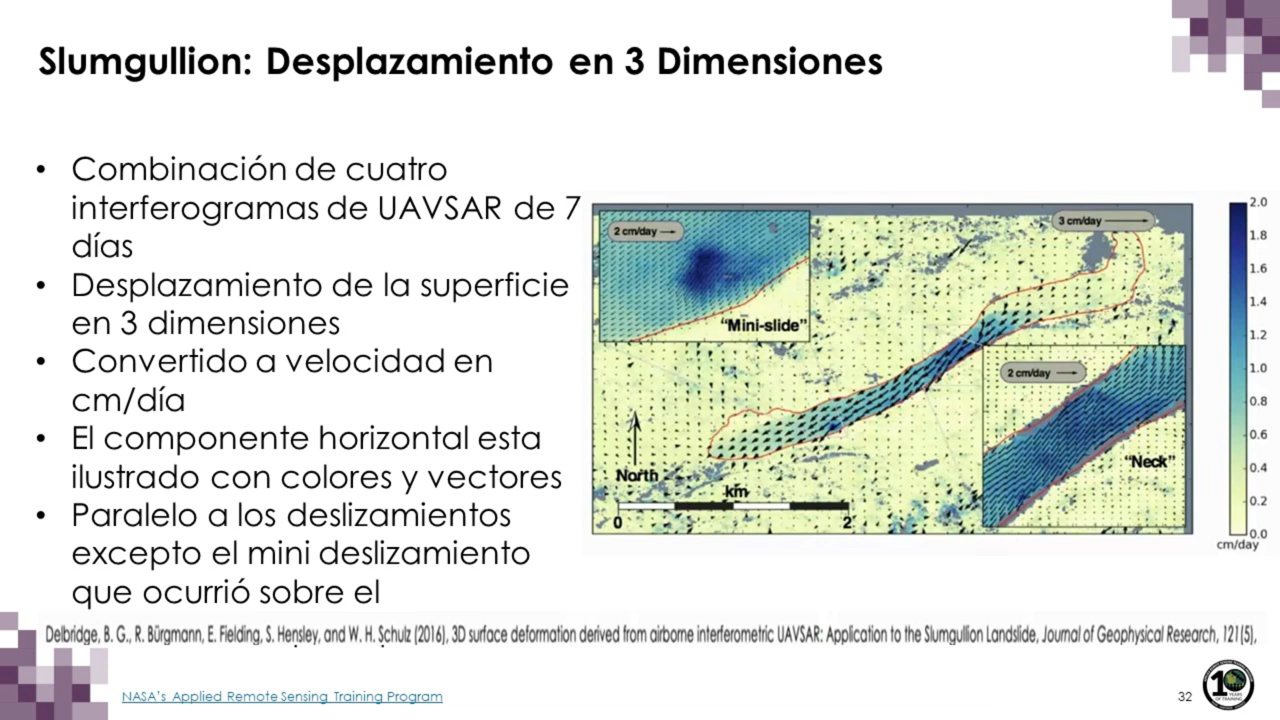 Slumgullion: Desplazamiento en 3 Dimensiones
• Combinación de cuatro
interferogramas de UAVSAR de 7
días
• Desplazamiento de la superficie
en 3 dimensiones
• Convertido a velocidad en
cm/día
• El componente horizontal esta
ilustrado con colores y vectores
• Paralelo a los deslizamientos
excepto el mini deslizamiento
que ocurrió sobre el
2 cm/day
"Mini-slide"
3 cm/day
2 cm/day
"Neck"
North
km
0 2
2.0
1.8
1.6
1.4
1.2
1.0
0.8
0.6
0.4
0.2
0.0
cm/day
Delbridge, B. G., R. Bürgmann, E. Fielding, S. Hensley, and W. H. Schulz (2016), 3D surface deformation derived from airborne interferometric UAVSAR: Application to the Slumgullion Landslide, Journal of Geophysical Research, 121(5),
NASA's Applied Remote Sensing Training Program
32
10
YEARS
OF TRAINING